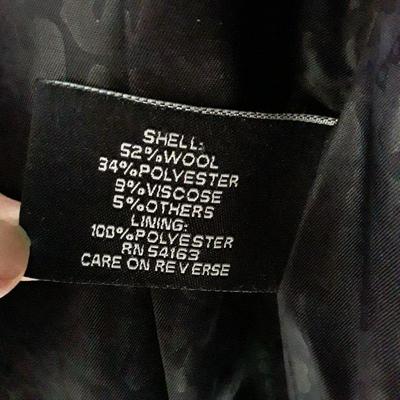 SHELL:
52%WOOL
34%POLYESTER
9%VISCOSE
5%OTHERS
LINING:
100%POLYESTER
RN 54163
CARE ON REVERSE